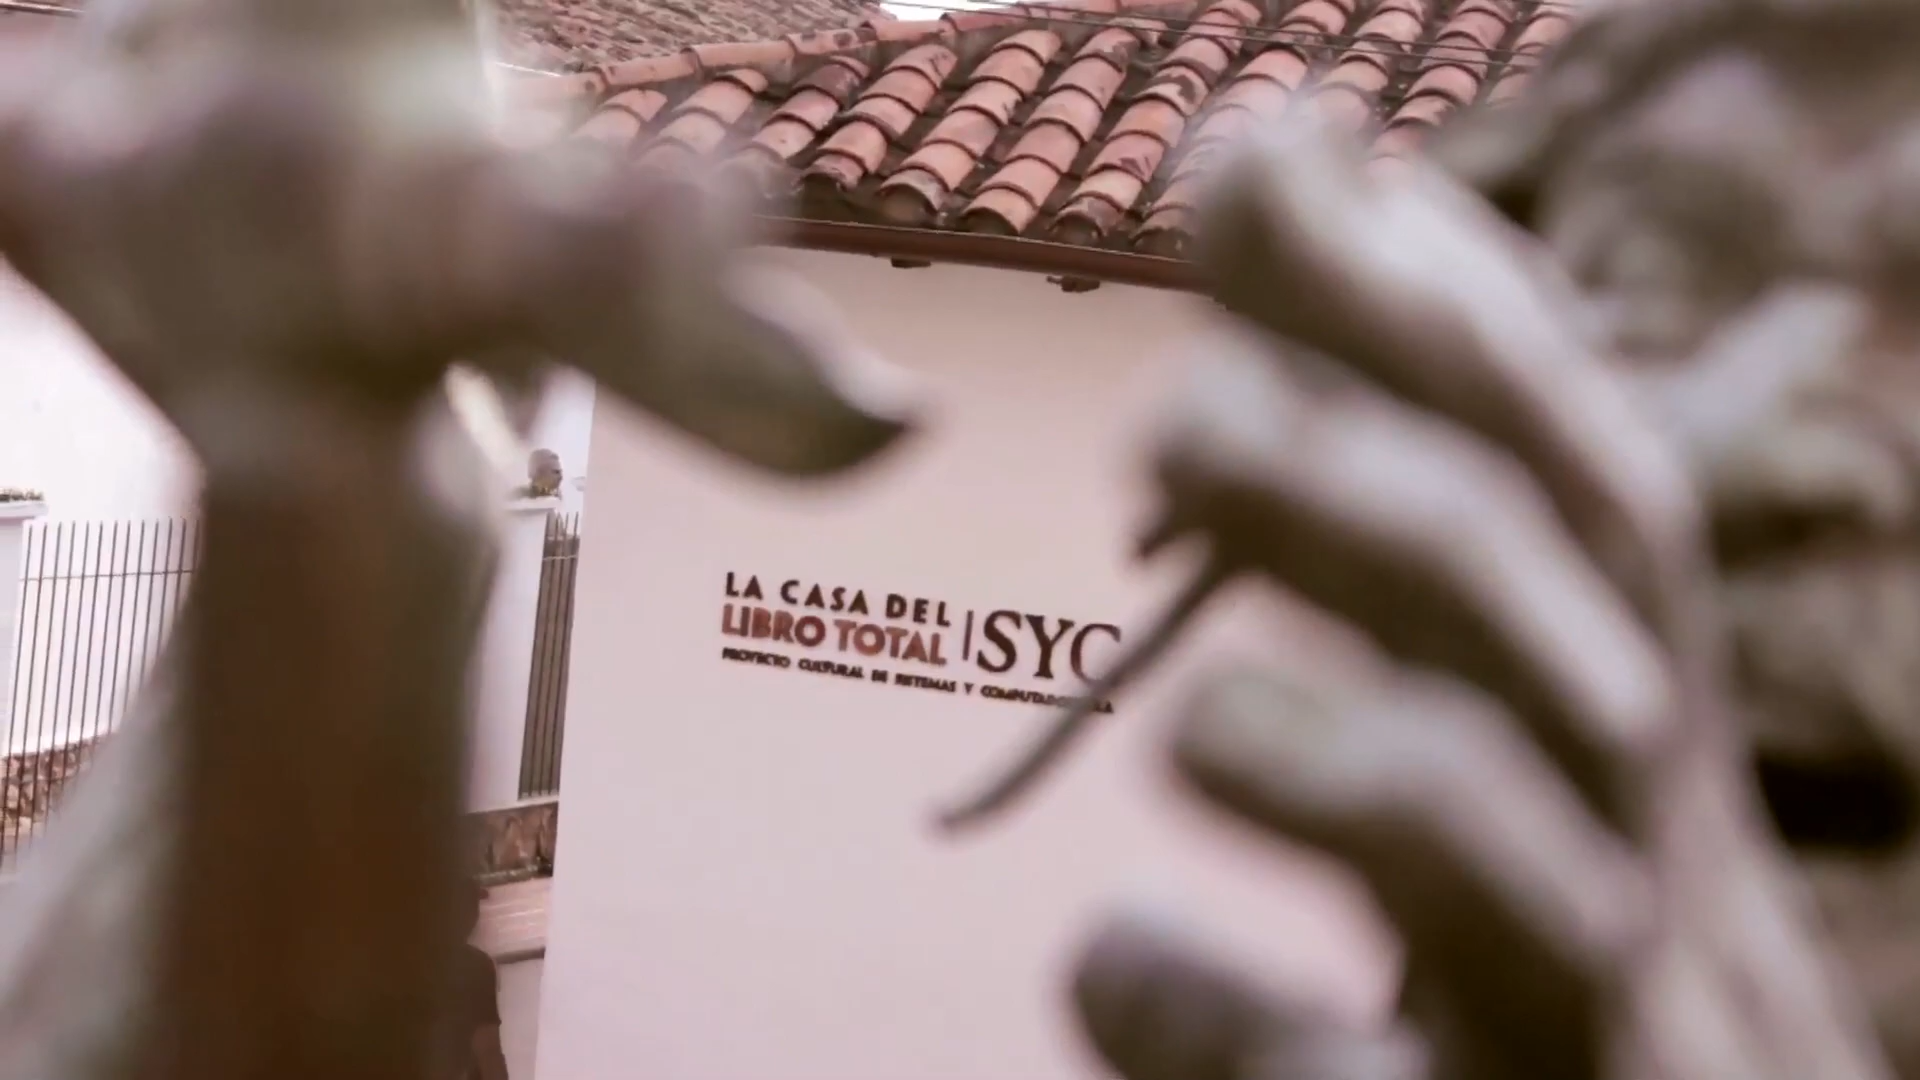 LA CASA DEL
LIBRO TOTAL | SYC
PROYECTO CULTURAL DE SISTEMAS Y